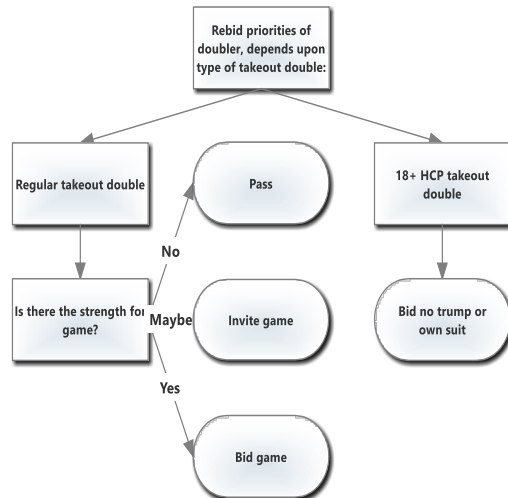 Rebid priorities of
doubler, depends upon
type of takeout double:
Regular takeout double
Pass
18+ HCP takeout
double
No
Is there the strength for
game?
Maybe
Invite game
Bid no trump or
own suit
Yes
Bid game